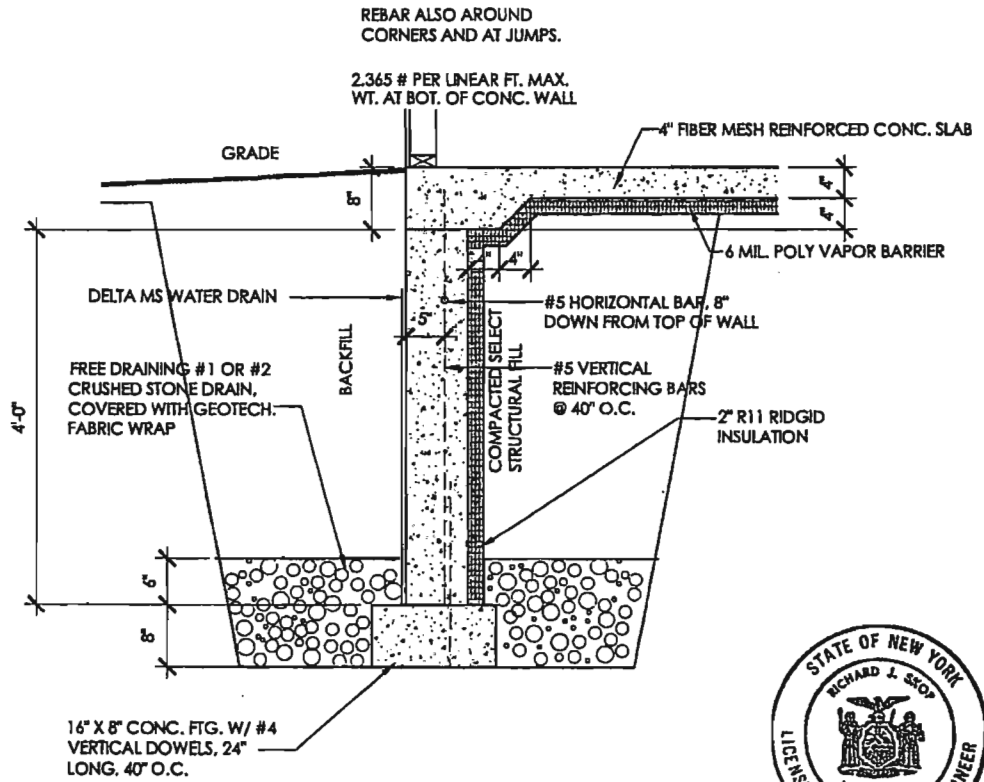 REBAR ALSO AROUND
CORNERS AND AT JUMPS.
2.365 # PER LINEAR FT. MAX.
WT. AT BOT. OF CONC. WALL
4" FIBER MESH REINFORCED CONC. SLAB
GRADE
8"
4"
4"
6 MIL. POLY VAPOR BARRIER
4"
DELTA MS WATER DRAIN
#5 HORIZONTAL BAR, 8"
DOWN FROM TOP OF WALL
5"
BACKFILL
COMPACTED SELECT
STRUCTURAL FILL
FREE DRAINING #1 OR #2
CRUSHED STONE DRAIN,
COVERED WITH GEOTECH.
FABRIC WRAP
#5 VERTICAL
REINFORCING BARS
@ 40" O.C.
4'-0"
2" R11 RIDGID
INSULATION
6"
8"
16" X 8" CONC. FTG. W/ #4
VERTICAL DOWELS, 24"
LONG, 40" O.C.
STATE OF NEW YORK
RICHARD J. SKOP